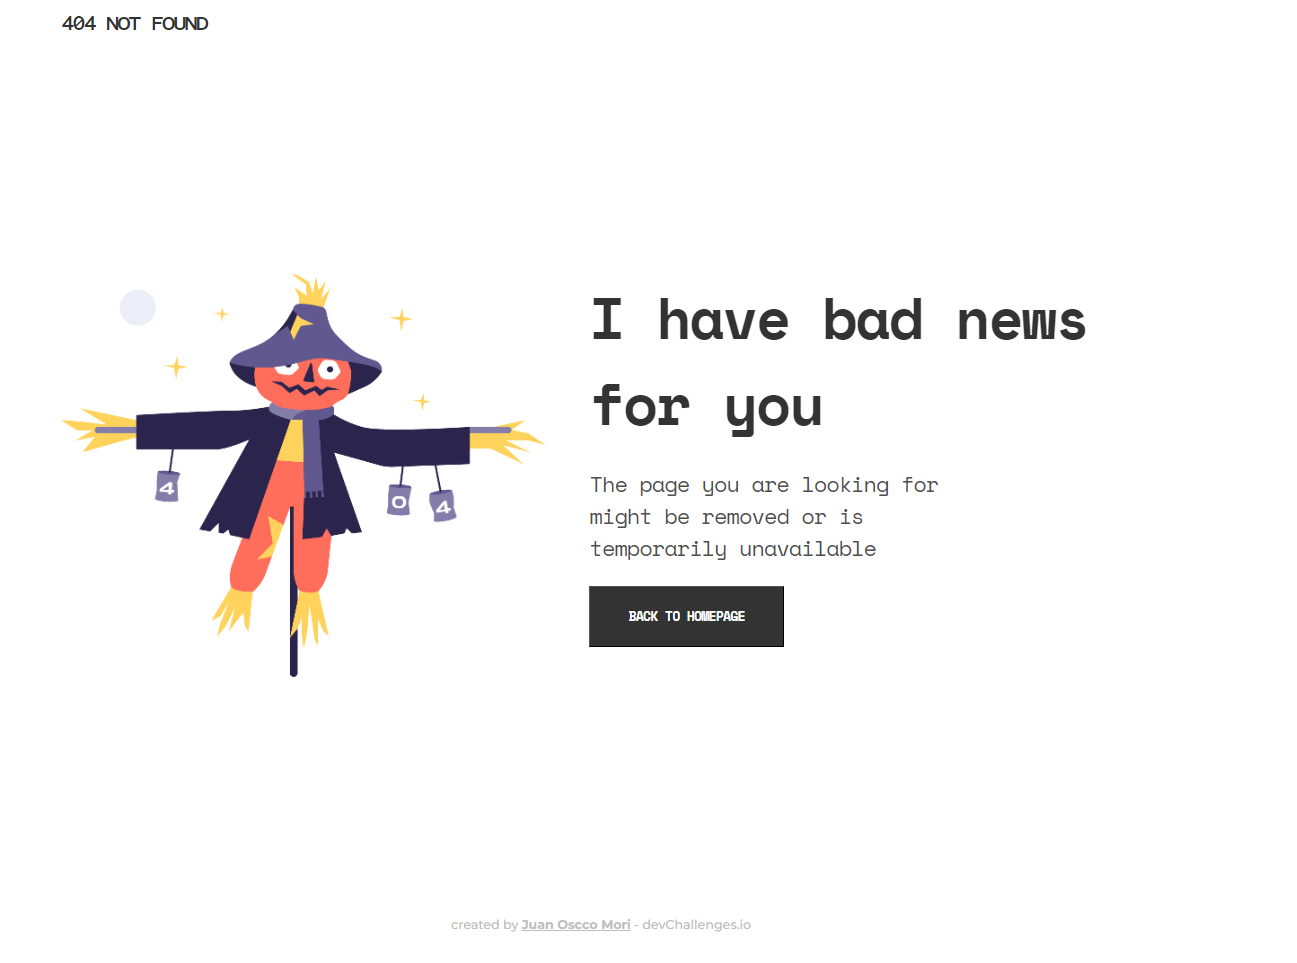 404 NOT FOUND
I have bad news
for you
The page you are looking for
might be removed or is
temporarily unavailable
4
0
4
BACK TO HOMEPAGE
created by Juan Oscco Mori - devChallenges.io